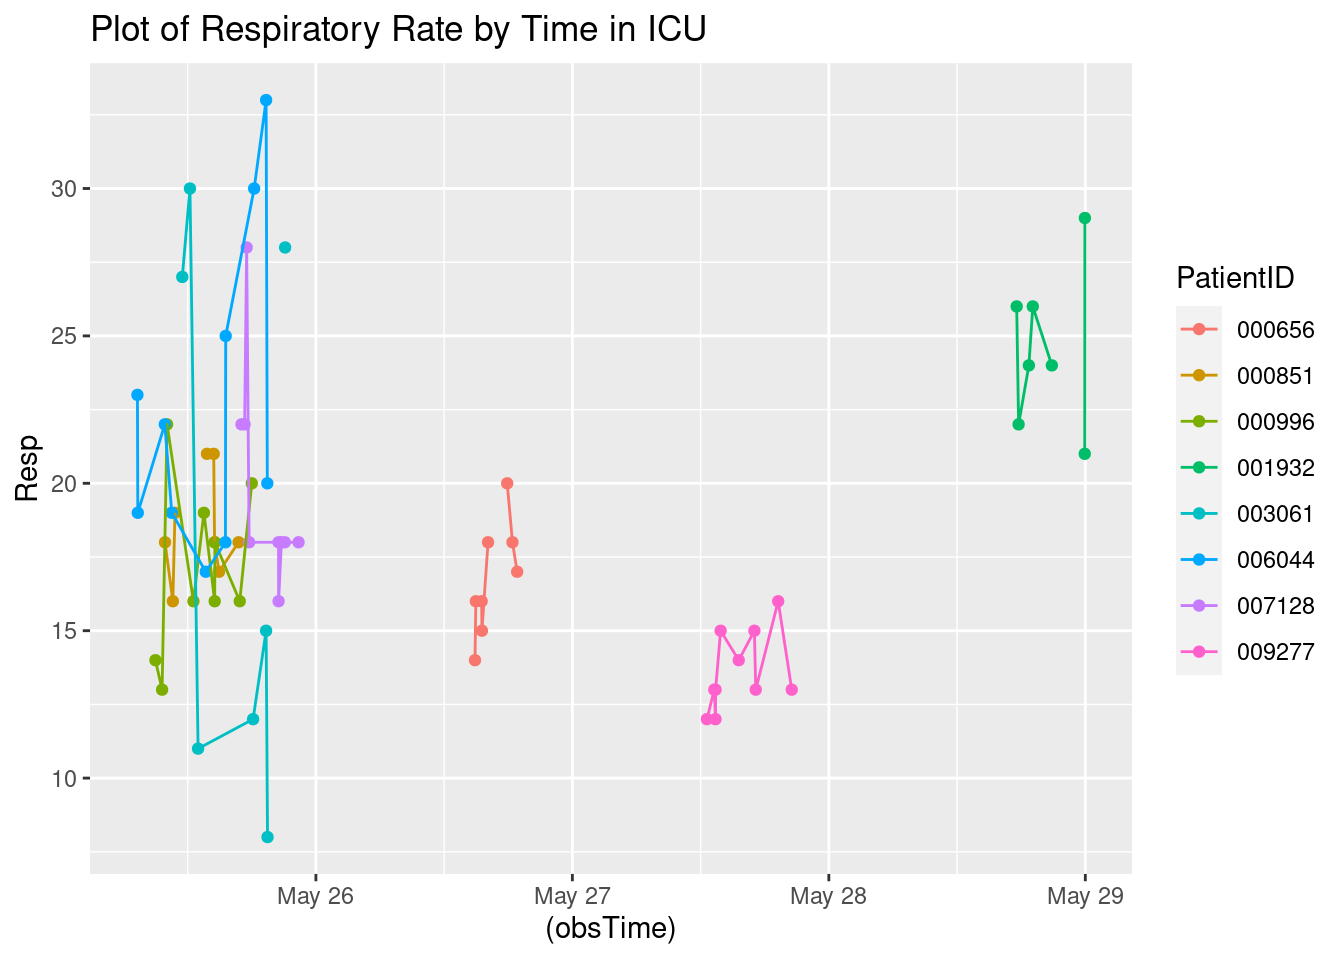 Plot of Respiratory Rate by Time in ICU
Resp
30
25
20
15
10
May 26
May 27
May 28
May 29
(obsTime)
PatientID
000656
000851
000996
001932
003061
006044
007128
009277